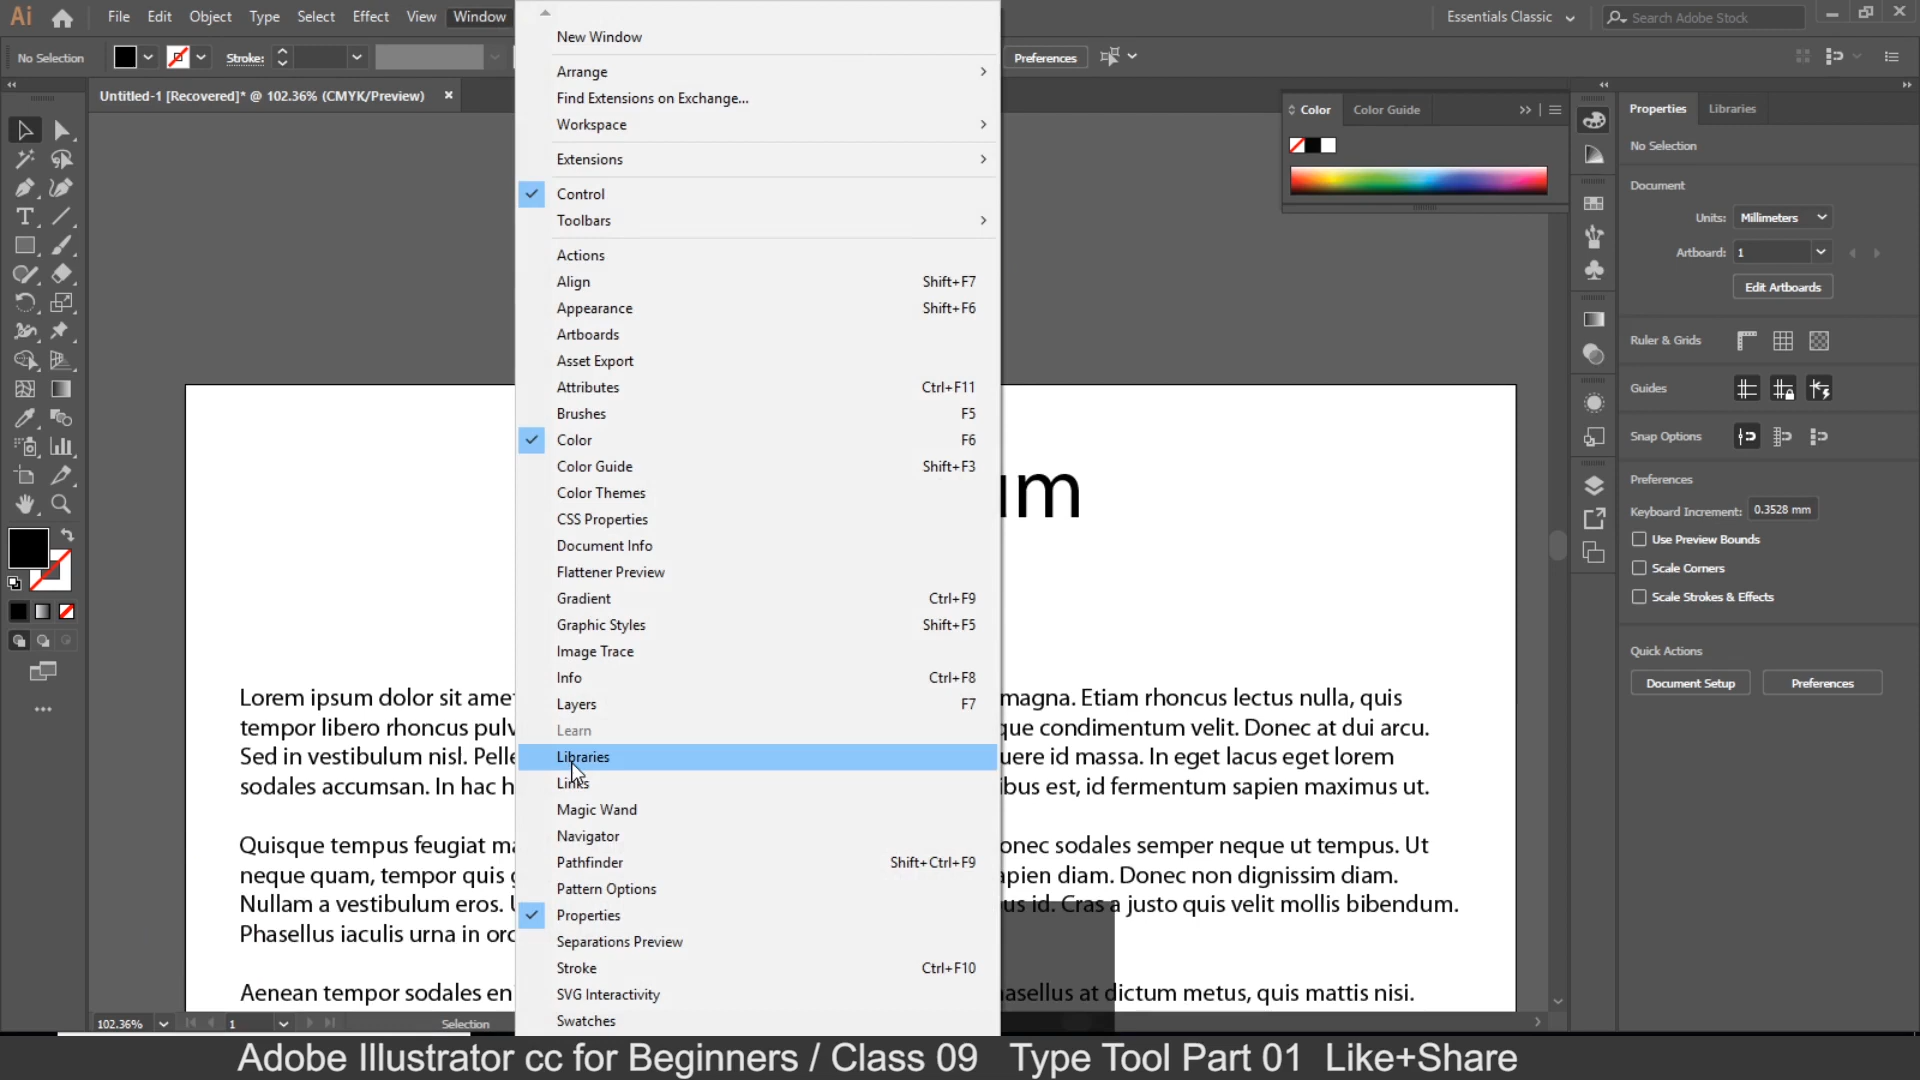 Ai File Edit Object Type Select Effect View Window Essentials Classic Search Adobe Stock
No Selection Stroke: Preferences
Untitled-1 [Recovered]* @ 102.36% (CMYK/Preview) ×
New Window
Arrange
Find Extensions on Exchange...
Workspace
Extensions
Control
Toolbars
Actions
Align Shift+F7
Appearance Shift+F6
Artboards
Asset Export
Attributes Ctrl+F11
Brushes F5
Color F6
Color Guide Shift+F3
Color Themes
CSS Properties
Document Info
Flattener Preview
Gradient Ctrl+F9
Graphic Styles Shift+F5
Image Trace
Info Ctrl+F8
Layers F7
Learn
Libraries
Links
Magic Wand
Navigator
Pathfinder Shift+Ctrl+F9
Pattern Options
Properties
Separations Preview
Stroke Ctrl+F10
SVG Interactivity
Swatches
Color Color Guide
Properties Libraries
No Selection
Document
Units: Millimeters
Artboard: 1
Edit Artboards
Ruler & Grids
Guides
Snap Options
Preferences
Keyboard Increment: 0.3528 mm
Use Preview Bounds
Scale Corners
Scale Strokes & Effects
Quick Actions
Document Setup Preferences
um
Lorem ipsum dolor sit ame magna. Etiam rhoncus lectus nulla, quis
tempor libero rhoncus pulv que condimentum velit. Donec at dui arcu.
Sed in vestibulum nisl. Pelle uere id massa. In eget lacus eget lorem
sodales accumsan. In hac h ibus est, id fermentum sapien maximus ut.
Quisque tempus feugiat ma onec sodales semper neque ut tempus. Ut
neque quam, tempor quis g apien diam. Donec non dignissim diam.
Nullam a vestibulum eros. U us id. Cras a justo quis velit mollis bibendum.
Phasellus iaculis urna in orc
Aenean tempor sodales eni asellus at dictum metus, quis mattis nisi.
102.36% 1 Selection
Adobe Illustrator cc for Beginners / Class 09 Type Tool Part 01 Like+Share